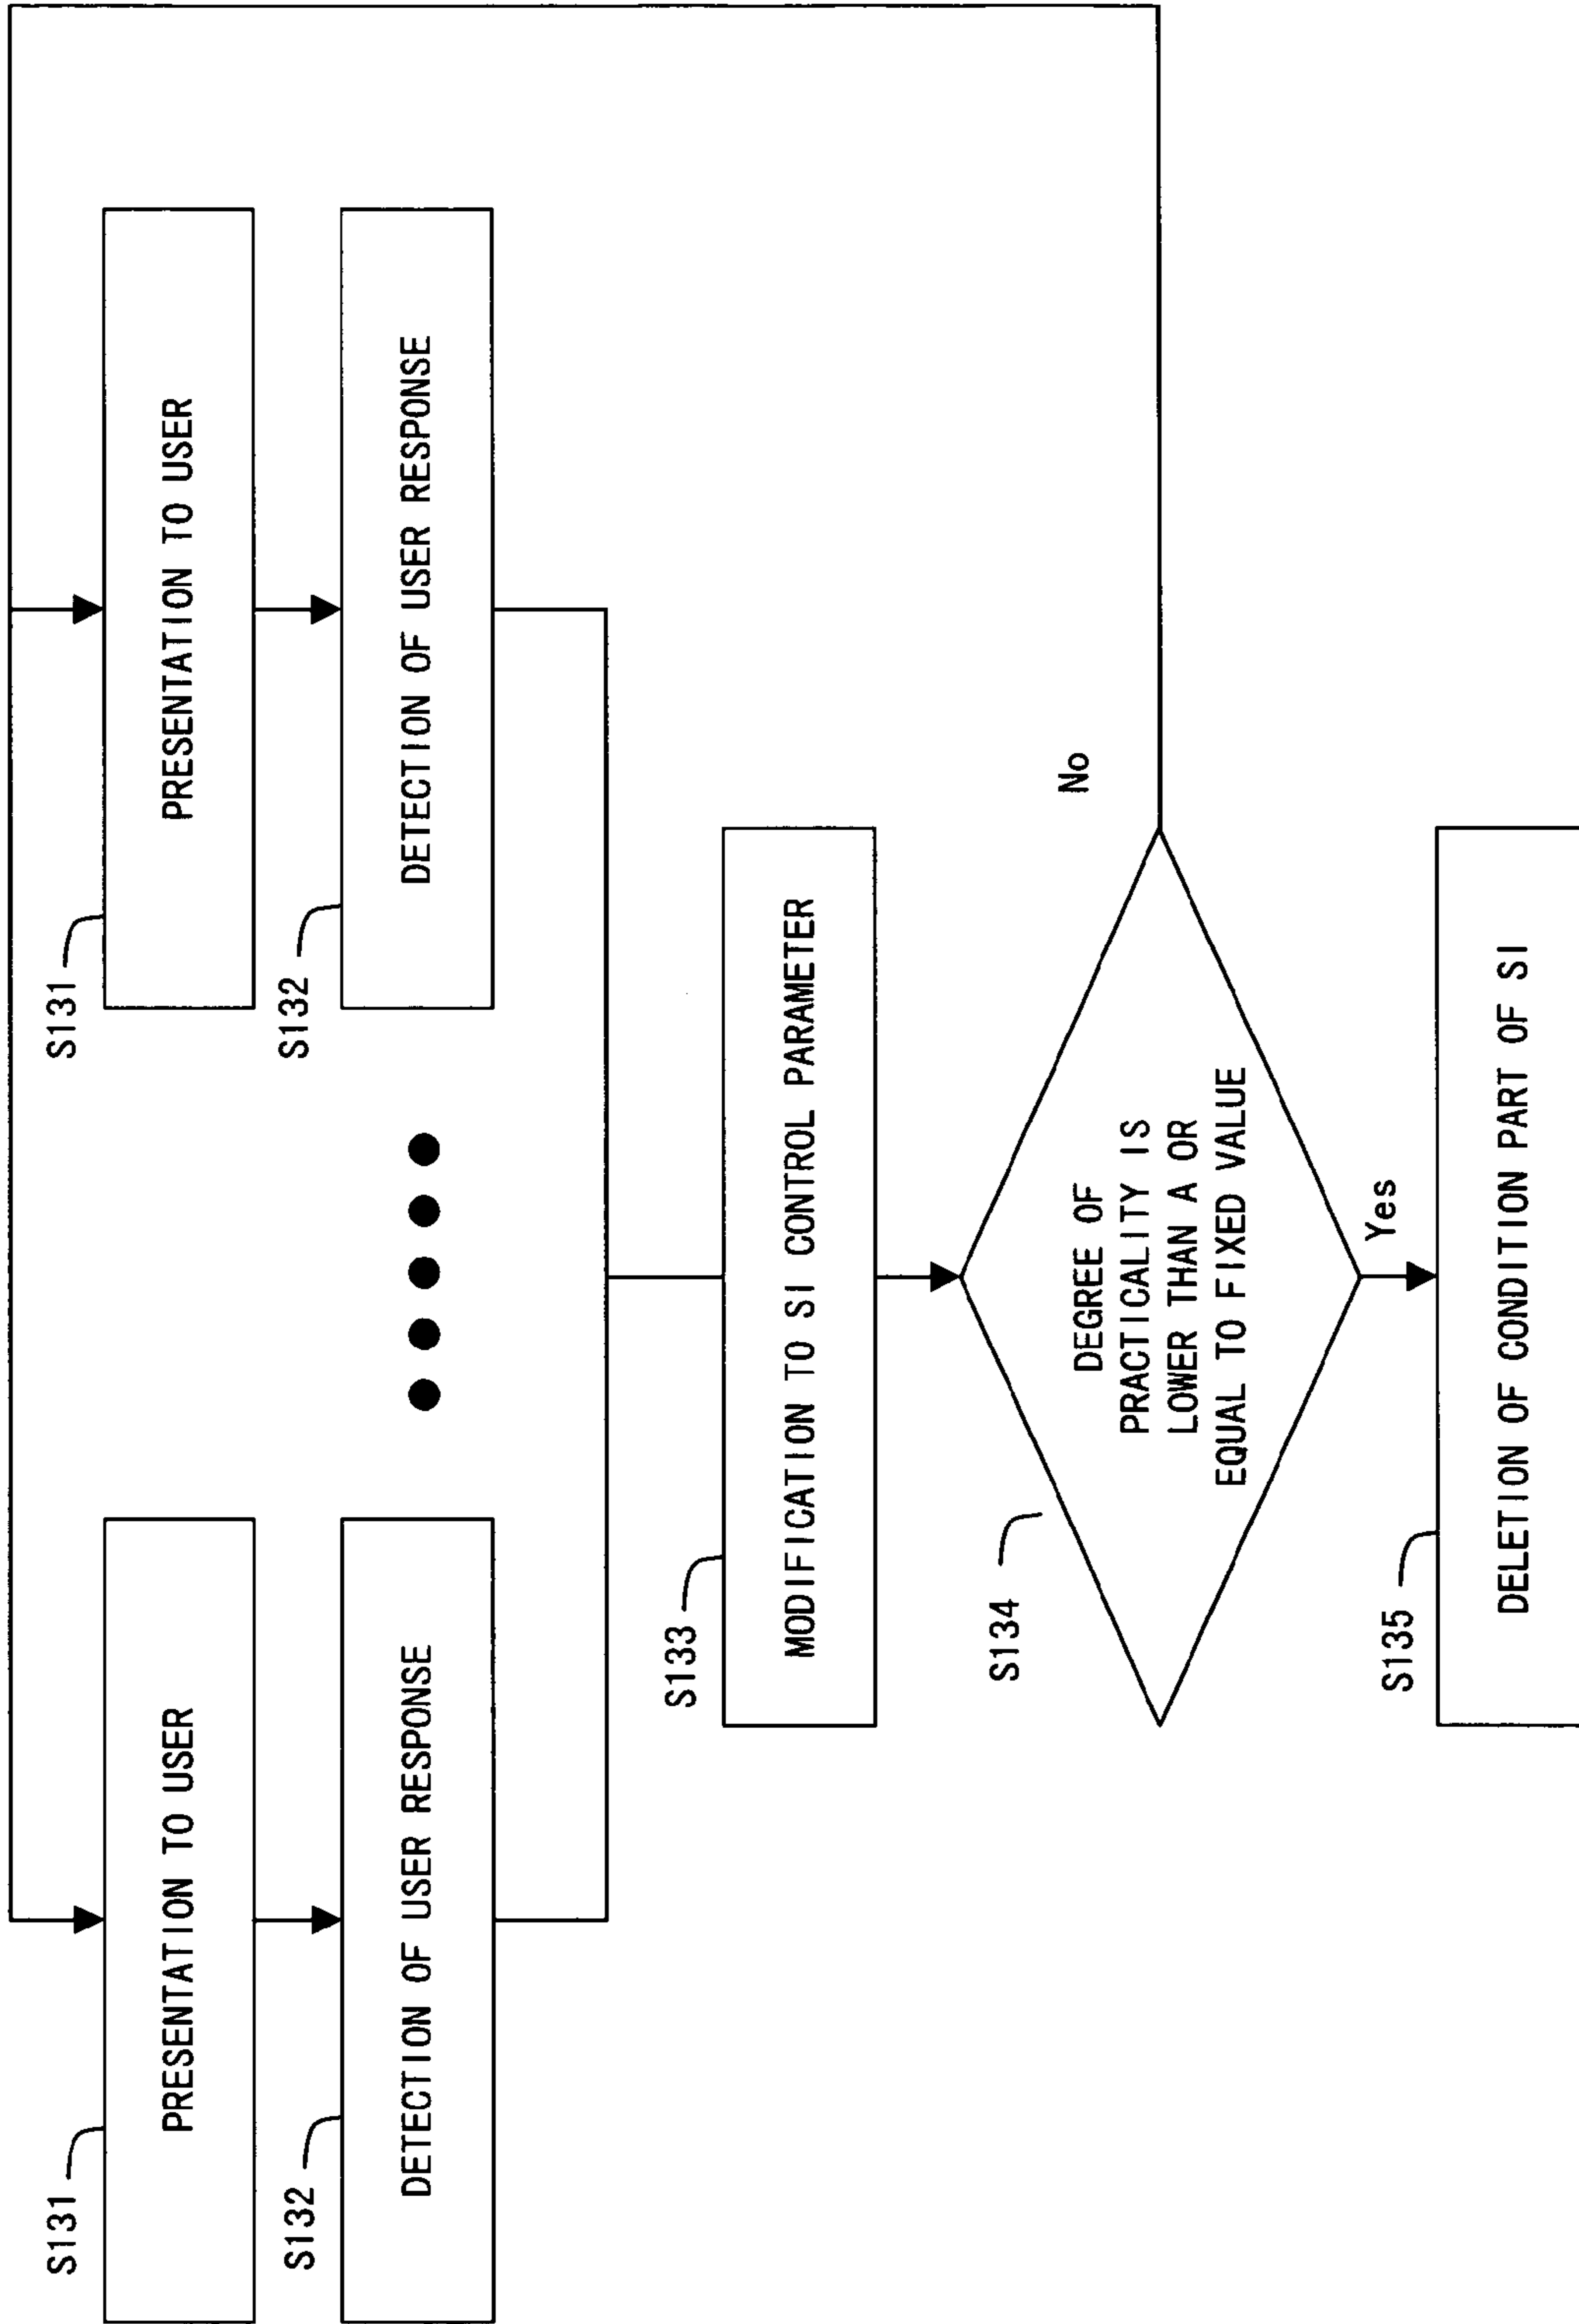 S131
PRESENTATION TO USER
S132
DETECTION OF USER RESPONSE
S131
PRESENTATION TO USER
S132
DETECTION OF USER RESPONSE
S133
MODIFICATION TO SI CONTROL PARAMETER
S134
DEGREE OF
PRACTICALITY IS
LOWER THAN A OR
EQUAL TO FIXED VALUE
No
Yes
S135
DELETION OF CONDITION PART OF SI